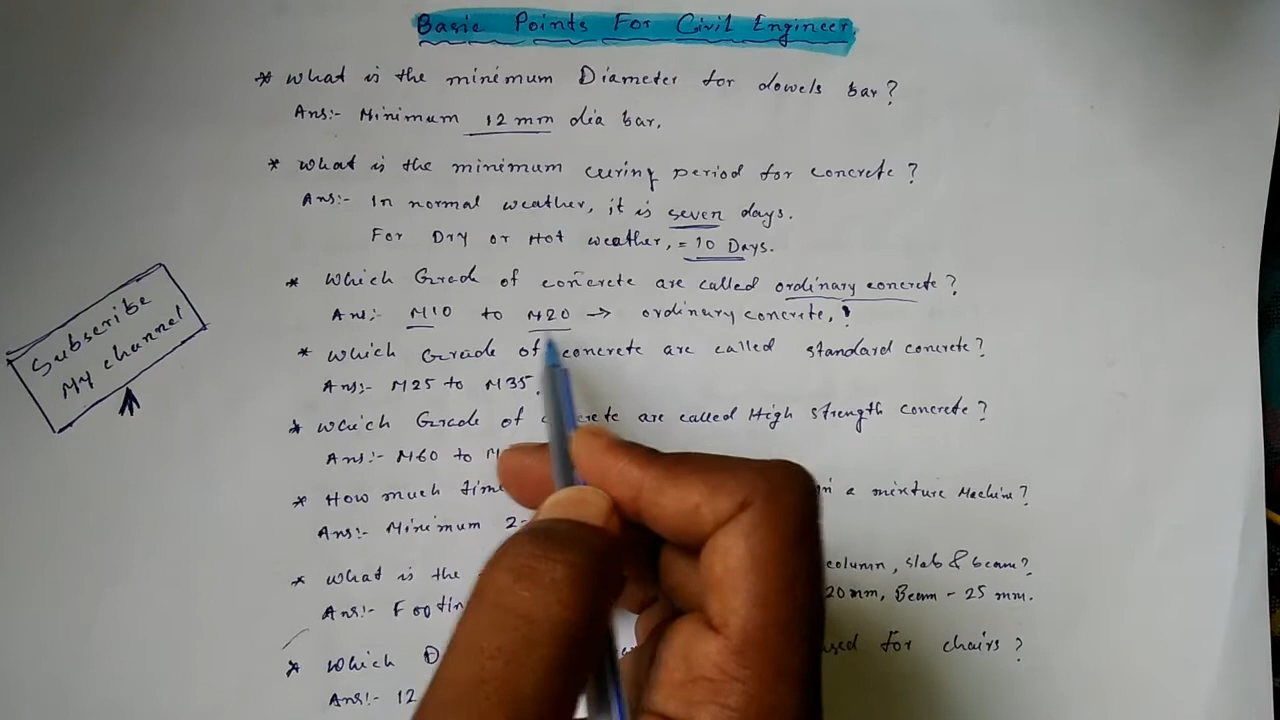 Basic Points For Civil Engineer
* What is the minimum Diameter for dowels bar?
Ans:- Minimum 12 mm dia bar.
* What is the minimum curing period for concrete?
Ans:- In normal weather, it is seven days.
For Dry or Hot weather, = 10 Days.
* Which Grade of concrete are called ordinary concrete?
Ans:- M10 to M20 → ordinary concrete,
* Which Grade of concrete are called standard concrete?
Ans:- M25 to M35.
* Which Grade of are called High strength concrete?
Ans:- M60 to
* How much time in a mixture Machine?
Ans:- Minimum 2-
* What is the column, slab & beam?
Ans:- 20mm, Beam - 25 mm.
* Which for chairs?
Ans:- 12
Subscribe
My channel